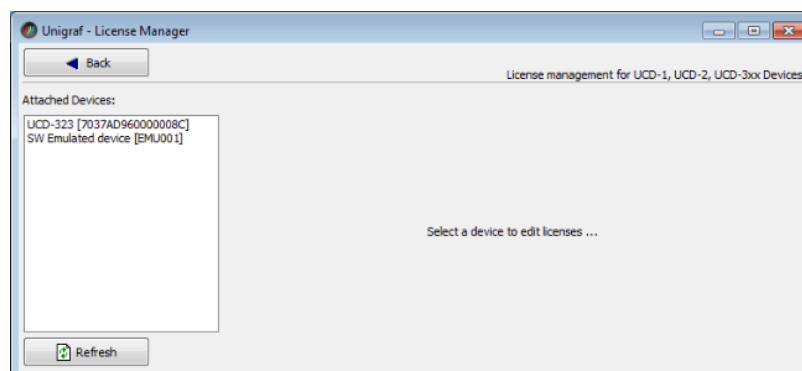 Unigraf - License Manager
Back
License management for UCD-1, UCD-2, UCD-3xx Devices
Attached Devices:
UCD-323 [7037AD960000008C]
SW Emulated device [EMU001]
Select a device to edit licenses ...
Refresh